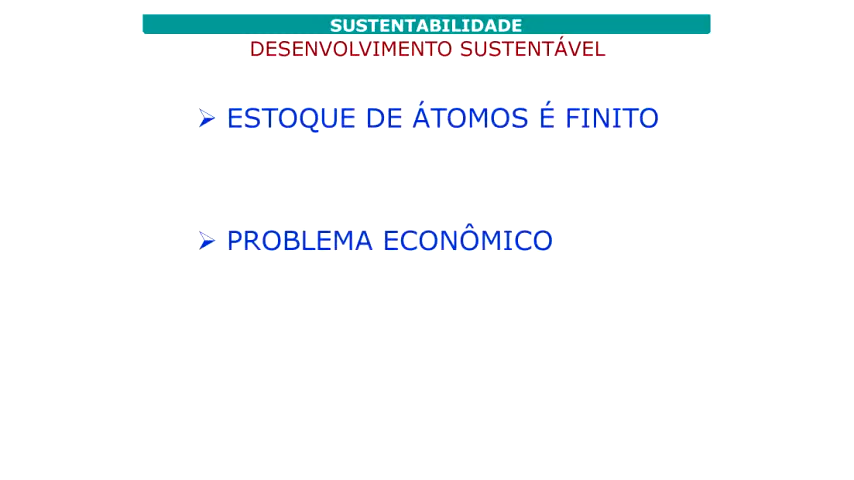 SUSTENTABILIDADE
DESENVOLVIMENTO SUSTENTÁVEL
➢ ESTOQUE DE ÁTOMOS É FINITO
➢ PROBLEMA ECONÔMICO